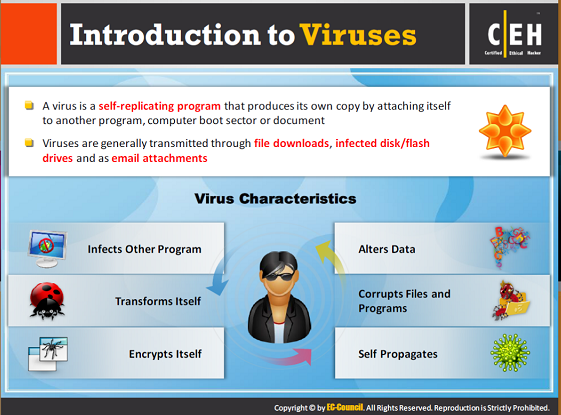 Introduction to Viruses
C|EH
Certified Ethical Hacker
A virus is a self-replicating program that produces its own copy by attaching itself
to another program, computer boot sector or document
Viruses are generally transmitted through file downloads, infected disk/flash
drives and as email attachments
Virus Characteristics
Infects Other Program
Transforms Itself
Encrypts Itself
Alters Data
Corrupts Files and
Programs
Self Propagates
Copyright © by EC-Council. All Rights Reserved. Reproduction is Strictly Prohibited.